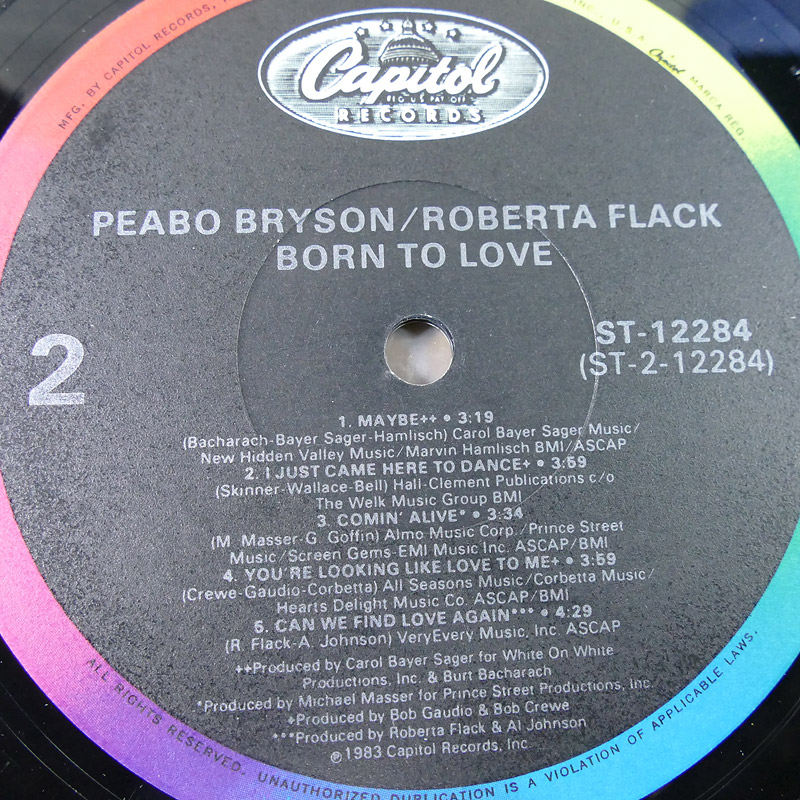 MFG. BY CAPITOL RECORDS,
INC. U.S.A. Capitol MARCA REG.
Capitol
REG. U.S. PAT. OFF.
RECORDS
PEABO BRYSON/ROBERTA FLACK
BORN TO LOVE
2
ST-12284
(ST-2-12284)
1. MAYBE++ • 3:19
(Bacharach-Bayer Sager-Hamlisch) Carol Bayer Sager Music/
New Hidden Valley Music/Marvin Hamlisch BMI/ASCAP
2. I JUST CAME HERE TO DANCE+ • 3:59
(Skinner-Wallace-Bell) Hall-Clement Publications c/o
The Welk Music Group BMI
3. COMIN' ALIVE* • 3:34
(M. Masser-G. Goffin) Almo Music Corp./Prince Street
Music/Screen Gems-EMI Music Inc. ASCAP/BMI
4. YOU'RE LOOKING LIKE LOVE TO ME+ • 3:59
(Crewe-Gaudio-Corbetta) All Seasons Music/Corbetta Music/
Hearts Delight Music Co. ASCAP/BMI
5. CAN WE FIND LOVE AGAIN*** • 4:29
(R. Flack-A. Johnson) VeryEvery Music, Inc. ASCAP
++Produced by Carol Bayer Sager for White On White
Productions, Inc. & Burt Bacharach
*Produced by Michael Masser for Prince Street Productions, Inc.
+Produced by Bob Gaudio & Bob Crewe
***Produced by Roberta Flack & Al Johnson
℗1983 Capitol Records, Inc.
ALL RIGHTS RESERVED. UNAUTHORIZED DUPLICATION IS A VIOLATION OF APPLICABLE LAWS.